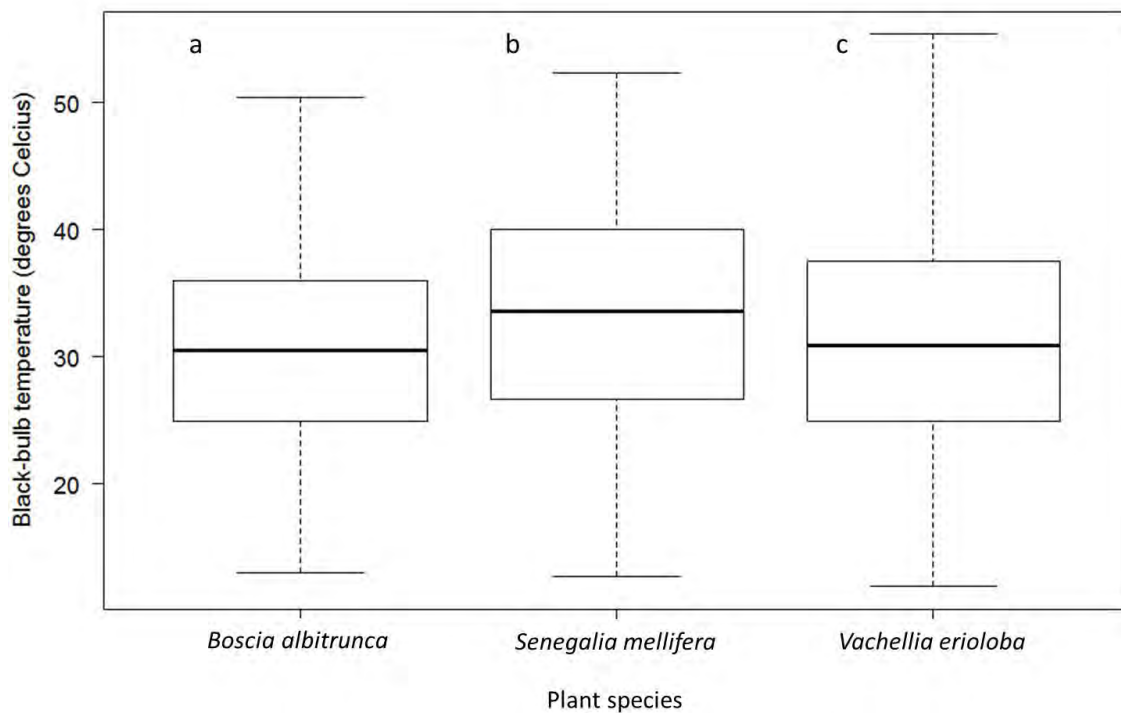 a b c
Black-bulb temperature (degrees Celcius)
50
40
30
20
Boscia albitrunca Senegalia mellifera Vachellia erioloba
Plant species